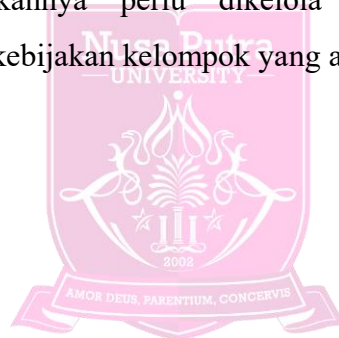 perlu dikelola
kebijakan kelompok yang a
Nusa Putra
UNIVERSITY
2002
AMOR DEUS, PARENTIUM, CONCERVIS